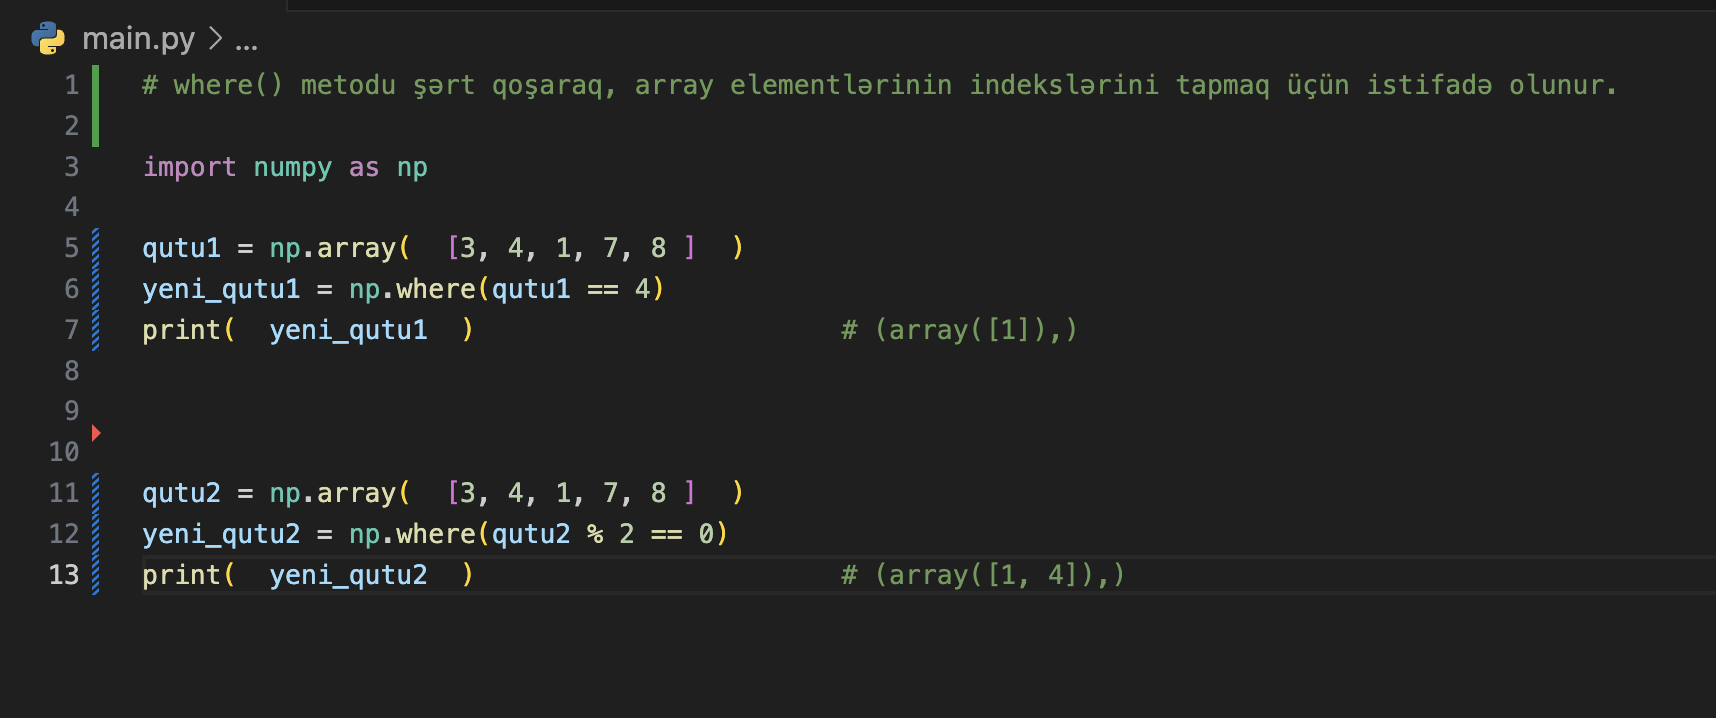 main.py > ...
1 # where() metodu şərt qoşaraq, array elementlərinin indekslərini tapmaq üçün istifadə olunur.
2
3 import numpy as np
4
5 qutu1 = np.array(  [3, 4, 1, 7, 8 ]  )
6 yeni_qutu1 = np.where(qutu1 == 4)
7 print(  yeni_qutu1  )                       # (array([1]),)
8
9
10
11 qutu2 = np.array(  [3, 4, 1, 7, 8 ]  )
12 yeni_qutu2 = np.where(qutu2 % 2 == 0)
13 print(  yeni_qutu2  )                       # (array([1, 4]),)